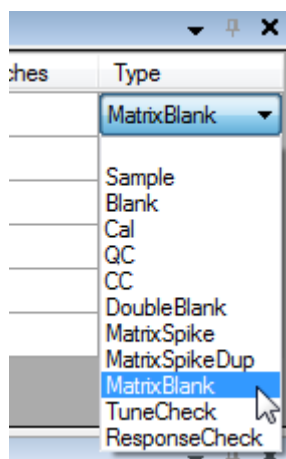 ches Type
MatrixBlank
Sample
Blank
Cal
QC
CC
DoubleBlank
MatrixSpike
MatrixSpikeDup
MatrixBlank
TuneCheck
ResponseCheck